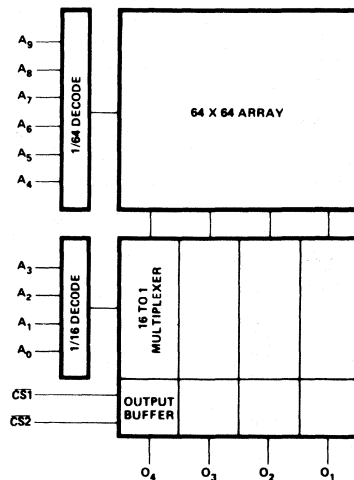 A9
A8
A7
A6
A5
A4
1/64 DECODE
64 X 64 ARRAY
A3
A2
A1
A0
1/16 DECODE
16 TO 1
MULTIPLEXER
CS1
CS2
OUTPUT
BUFFER
O4
O3
O2
O1